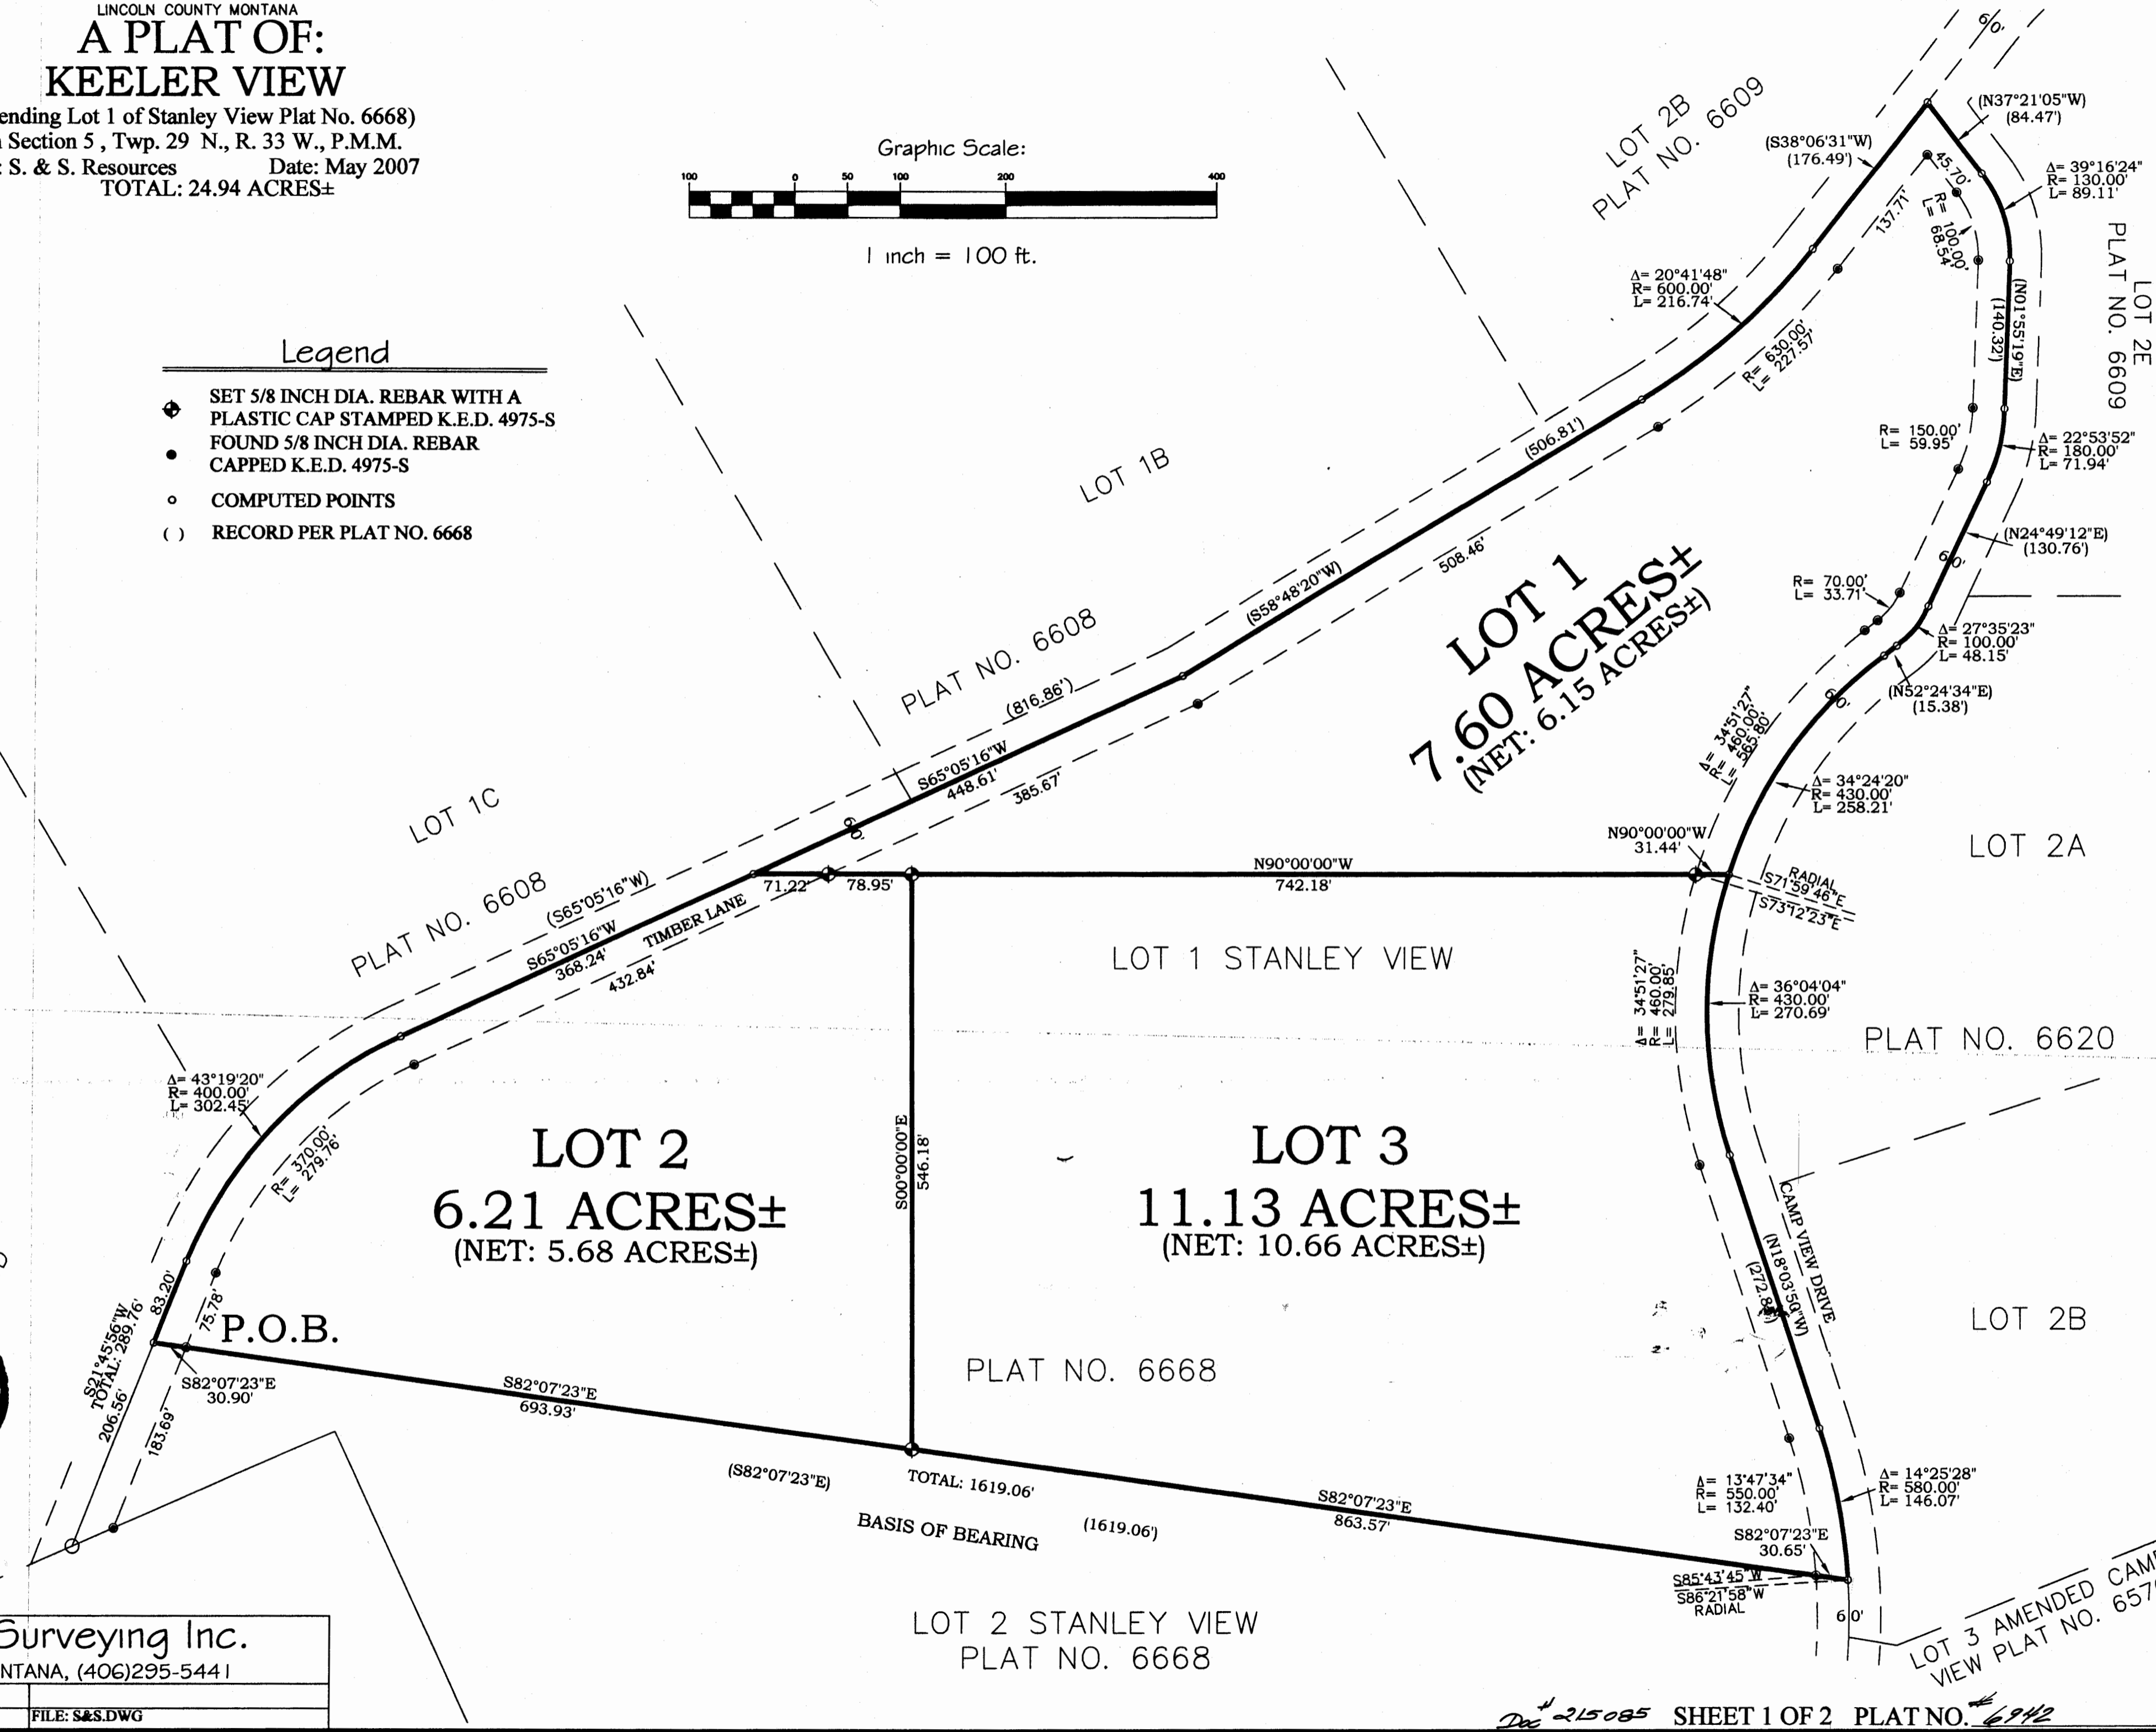 LINCOLN COUNTY MONTANA
A PLAT OF:
KEELER VIEW
ending Lot 1 of Stanley View Plat No. 6668)
Section 5 , Twp. 29 N., R. 33 W., P.M.M.
: S. & S. Resources Date: May 2007
TOTAL: 24.94 ACRES±
Graphic Scale:
100 0 50 100 200 400
1 inch = 100 ft.
Legend
SET 5/8 INCH DIA. REBAR WITH A
PLASTIC CAP STAMPED K.E.D. 4975-S
FOUND 5/8 INCH DIA. REBAR
CAPPED K.E.D. 4975-S
COMPUTED POINTS
( ) RECORD PER PLAT NO. 6668
60'
LOT 2B
PLAT NO. 6609
(N37°21'05"W)
(84.47')
(S38°06'31"W)
(176.49')
45.70'
137.71'
R= 100.00'
L= 68.54'
Δ= 39°16'24"
R= 130.00'
L= 89.11'
LOT 2E
PLAT NO. 6609
Δ= 20°41'48"
R= 600.00'
L= 216.74'
R= 630.00'
L= 227.57'
(N01°55'19"E)
(140.32')
R= 150.00'
L= 59.95'
Δ= 22°53'52"
R= 180.00'
L= 71.94'
(N24°49'12"E)
(130.76')
60'
R= 70.00'
L= 33.71'
Δ= 27°35'23"
R= 100.00'
L= 48.15'
(N52°24'34"E)
(15.38')
60'
LOT 1B
(506.81')
(S58°48'20"W)
508.46'
LOT 1
7.60 ACRES±
(NET: 6.15 ACRES±)
PLAT NO. 6608
(816.86')
S65°05'16"W
448.61'
385.67'
60'
Δ= 34°51'27"
R= 460.00'
L= 565.80'
Δ= 34°24'20"
R= 430.00'
L= 258.21'
LOT 1C
PLAT NO. 6608
(S65°05'16"W)
S65°05'16"W
368.24'
TIMBER LANE
432.84'
71.22'
78.95'
N90°00'00"W
742.18'
N90°00'00"W
31.44'
RADIAL
S71°59'46"E
S73°12'23"E
LOT 2A
LOT 1 STANLEY VIEW
Δ= 34°51'27"
R= 460.00'
L= 279.85'
Δ= 36°04'04"
R= 430.00'
L= 270.69'
PLAT NO. 6620
Δ= 43°19'20"
R= 400.00'
L= 302.45'
R= 370.00'
L= 279.76'
S00°00'00"E
546.18'
LOT 2
6.21 ACRES±
(NET: 5.68 ACRES±)
LOT 3
11.13 ACRES±
(NET: 10.66 ACRES±)
CAMP VIEW DRIVE
(N18°03'50"W)
LOT 2B
83.20'
75.78'
P.O.B.
S21°45'56"W
TOTAL: 289.76'
206.56'
183.69'
S82°07'23"E
30.90'
S82°07'23"E
693.93'
PLAT NO. 6668
(S82°07'23"E)
TOTAL: 1619.06'
BASIS OF BEARING
(1619.06')
S82°07'23"E
863.57'
Δ= 13°47'34"
R= 550.00'
L= 132.40'
Δ= 14°25'28"
R= 580.00'
L= 146.07'
S82°07'23"E
30.65'
S85°43'45"W
S86°21'58"W
RADIAL
60'
LOT 2 STANLEY VIEW
PLAT NO. 6668
LOT 3 AMENDED CAM
VIEW PLAT NO. 657
Surveying Inc.
NTANA, (406)295-5441
FILE: S&S.DWG
Doc # 215085 SHEET 1 OF 2 PLAT NO. # 6942